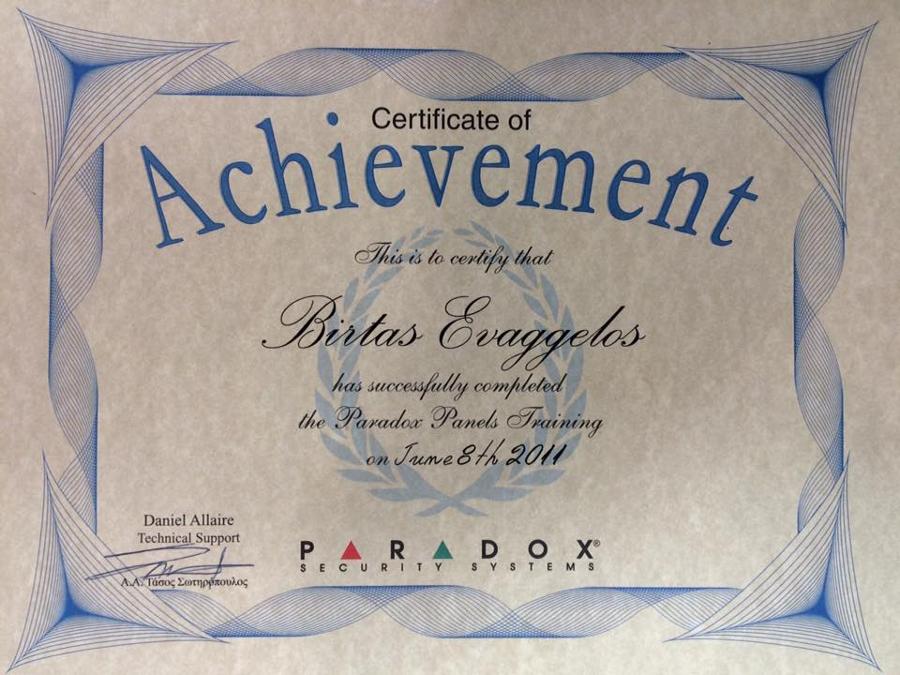 Certificate of
Achievement
This is to certify that
Birtas Evaggelos
has successfully completed
the Paradox Panels Training
on June 8th 2011
Daniel Allaire
Technical Support
Α.Α. Τάσος Σωτηρόπουλος
PARADOX®
SECURITY SYSTEMS